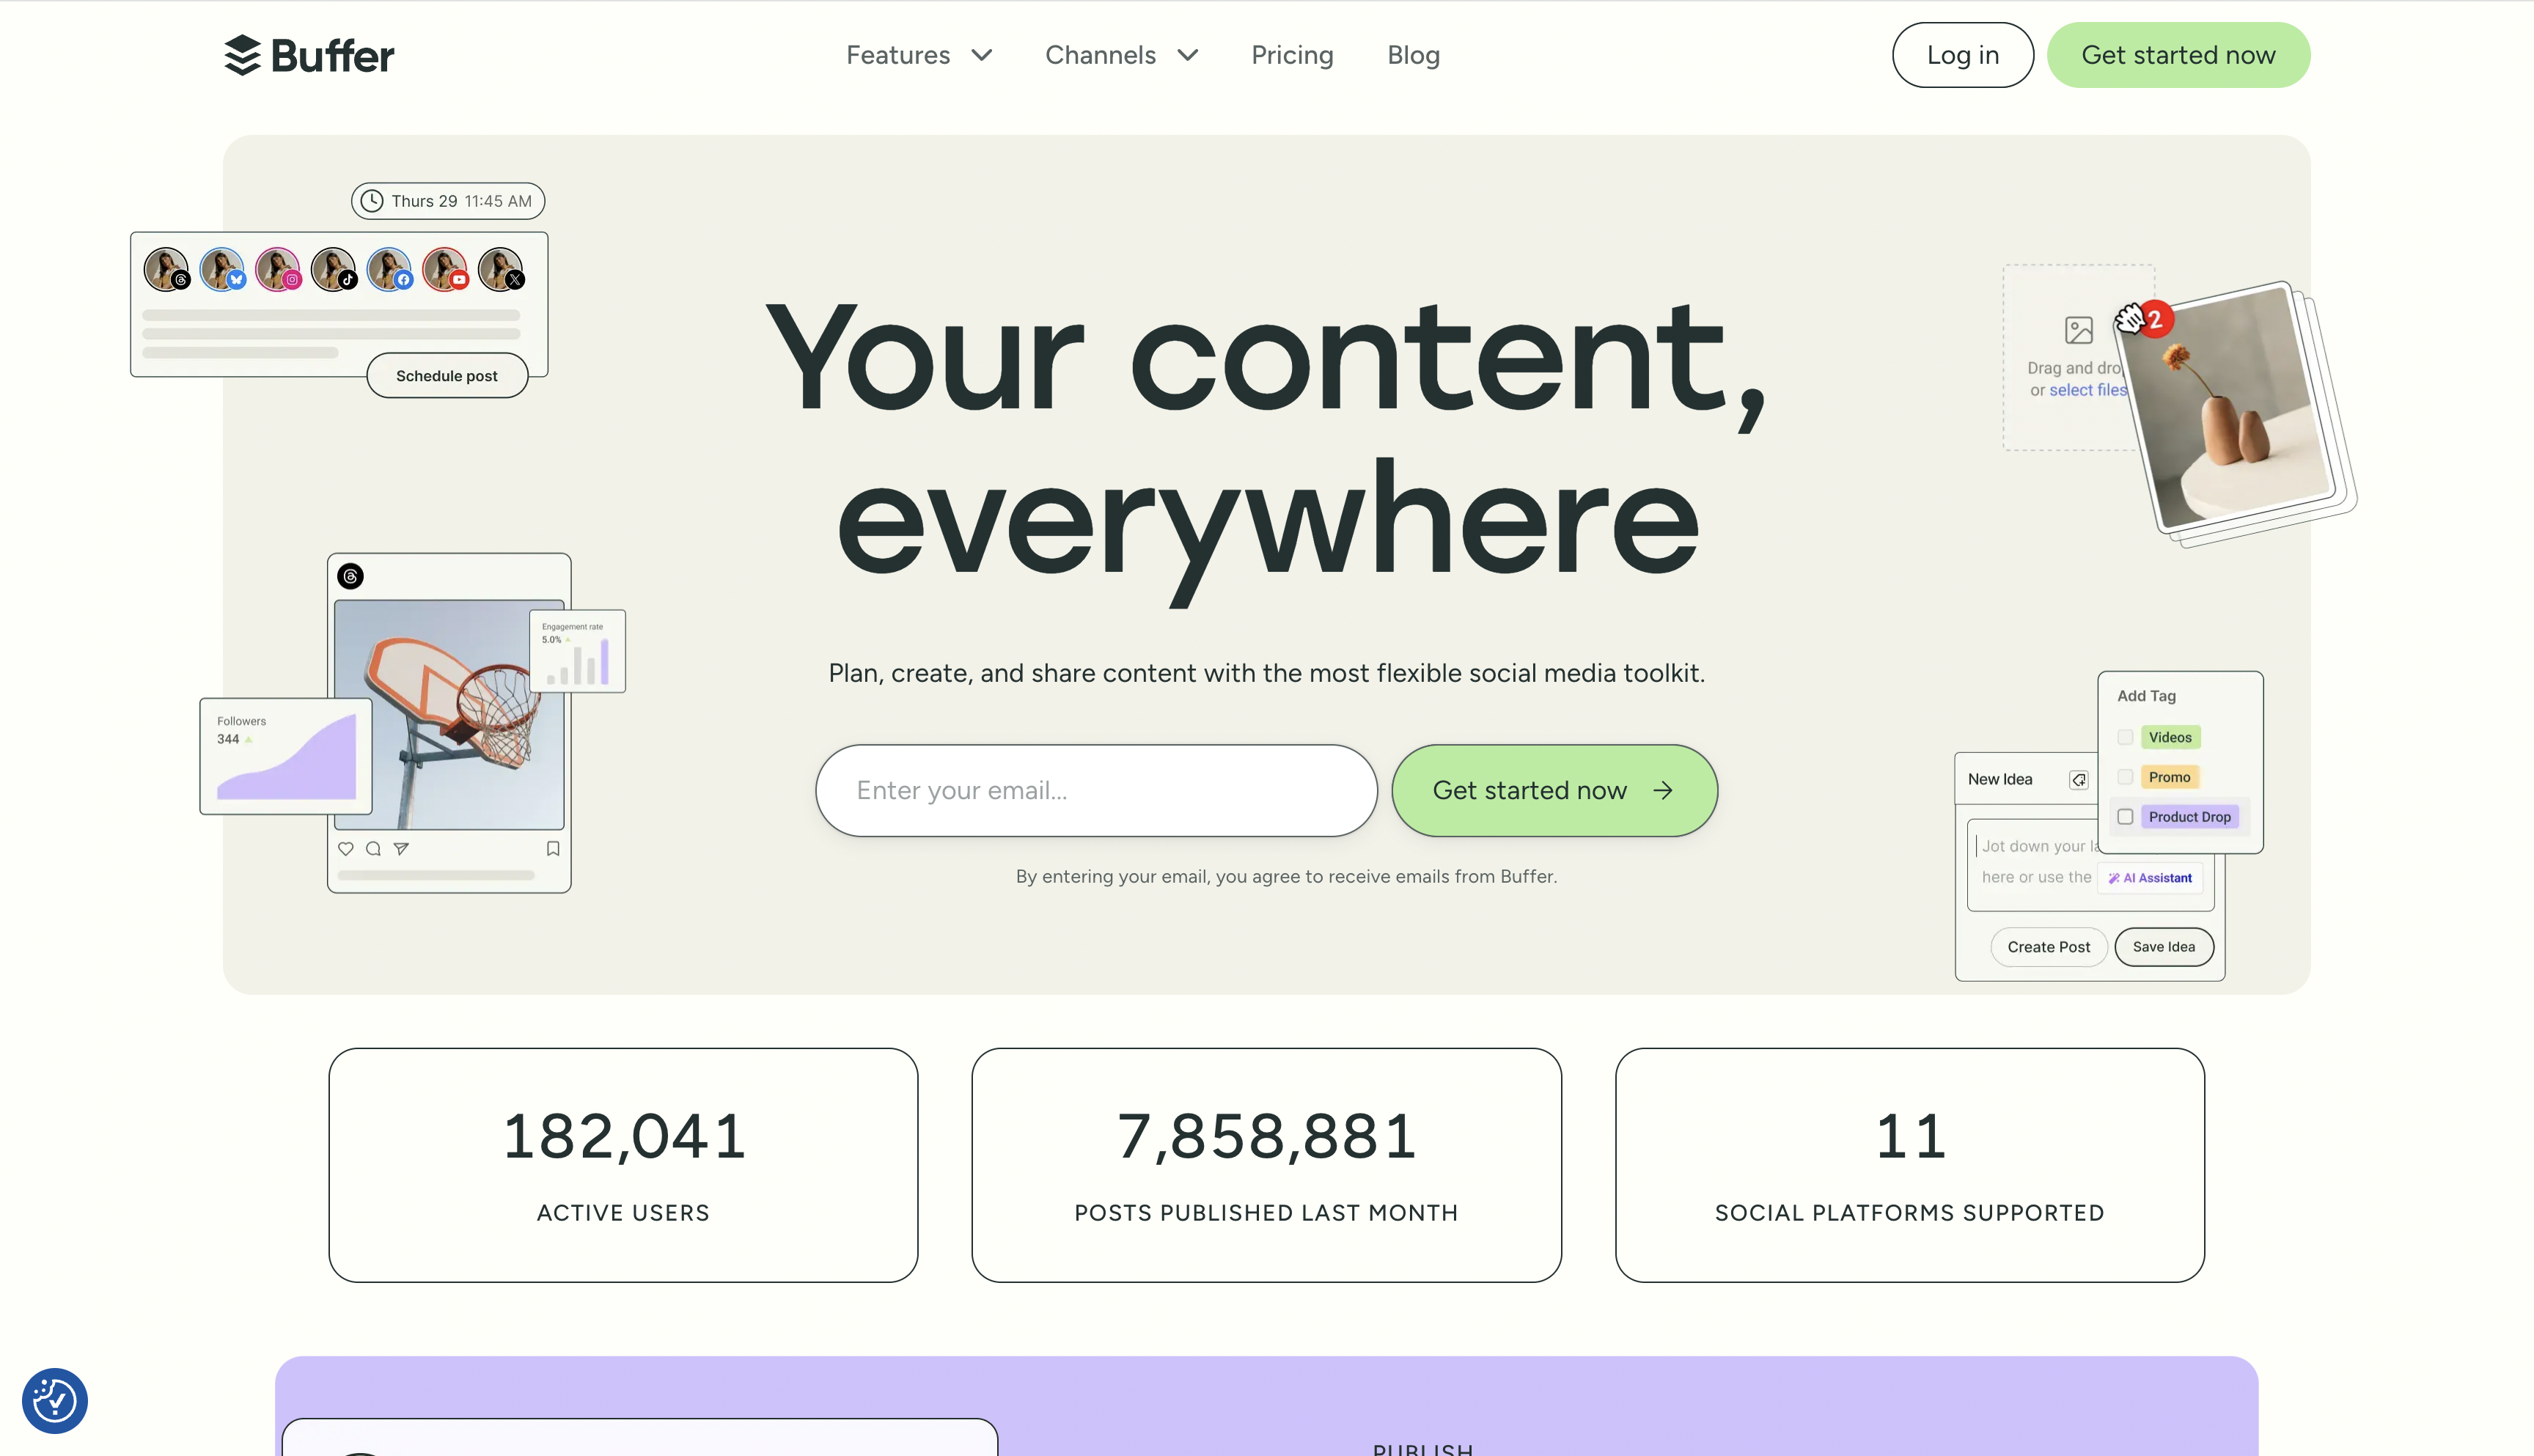 Buffer
Features
Channels
Pricing
Blog
Log in
Get started now
Thurs 29 11:45 AM
Schedule post
Your content,
everywhere
Plan, create, and share content with the most flexible social media toolkit.
Enter your email...
Get started now
By entering your email, you agree to receive emails from Buffer.
2
Drag and dro
or select files
Engagement rate
5.0%
Followers
344
Add Tag
Videos
Promo
Product Drop
New Idea
Jot down your la
here or use the AI Assistant
Create Post
Save Idea
182,041
ACTIVE USERS
7,858,881
POSTS PUBLISHED LAST MONTH
11
SOCIAL PLATFORMS SUPPORTED
PUBLISH